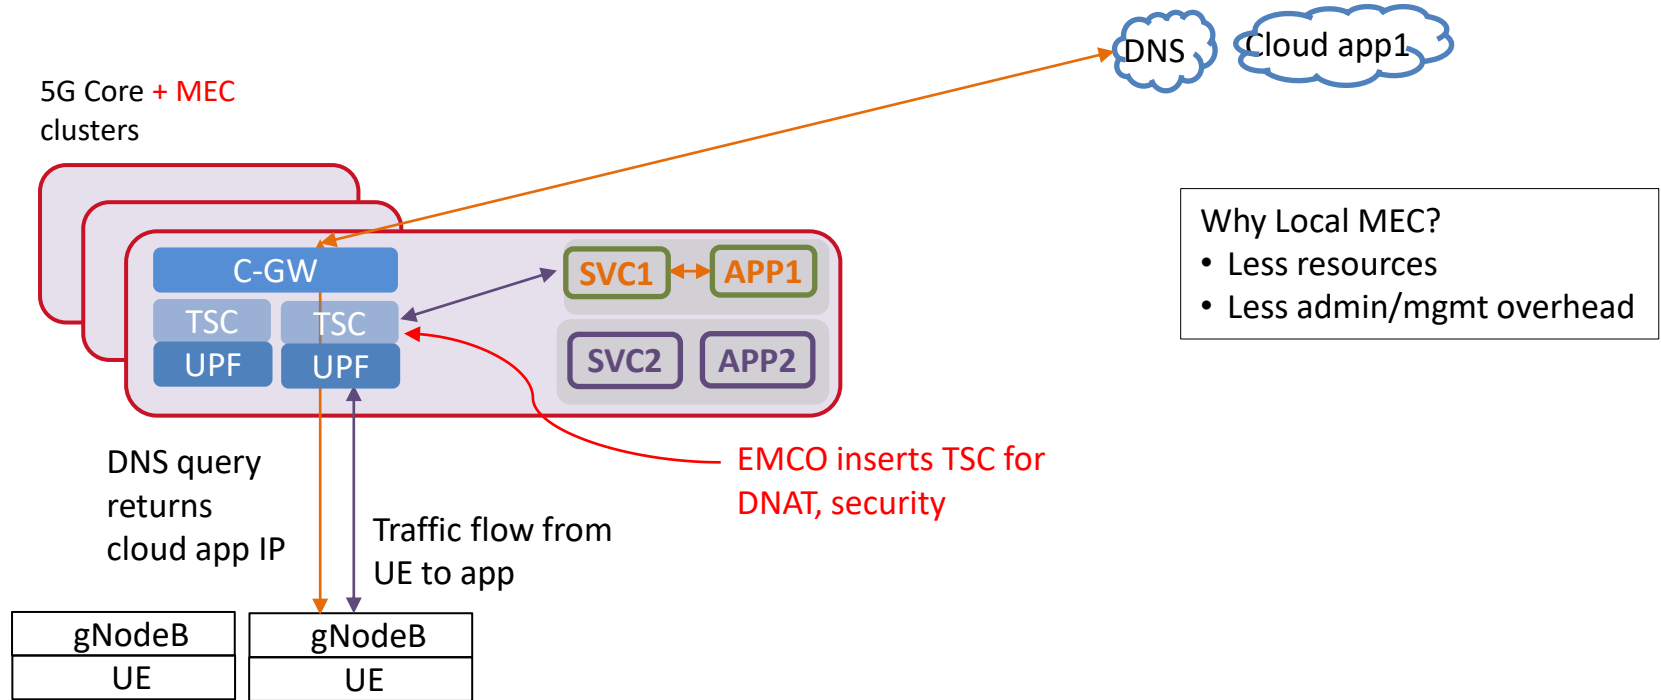 DNS
Cloud app1
5G Core + MEC
clusters
Why Local MEC?
• Less resources
• Less admin/mgmt overhead
C-GW
SVC1
APP1
TSC
TSC
UPF
UPF
SVC2
APP2
EMCO inserts TSC for
DNAT, security
DNS query
returns
cloud app IP
Traffic flow from
UE to app
gNodeB
gNodeB
UE
UE